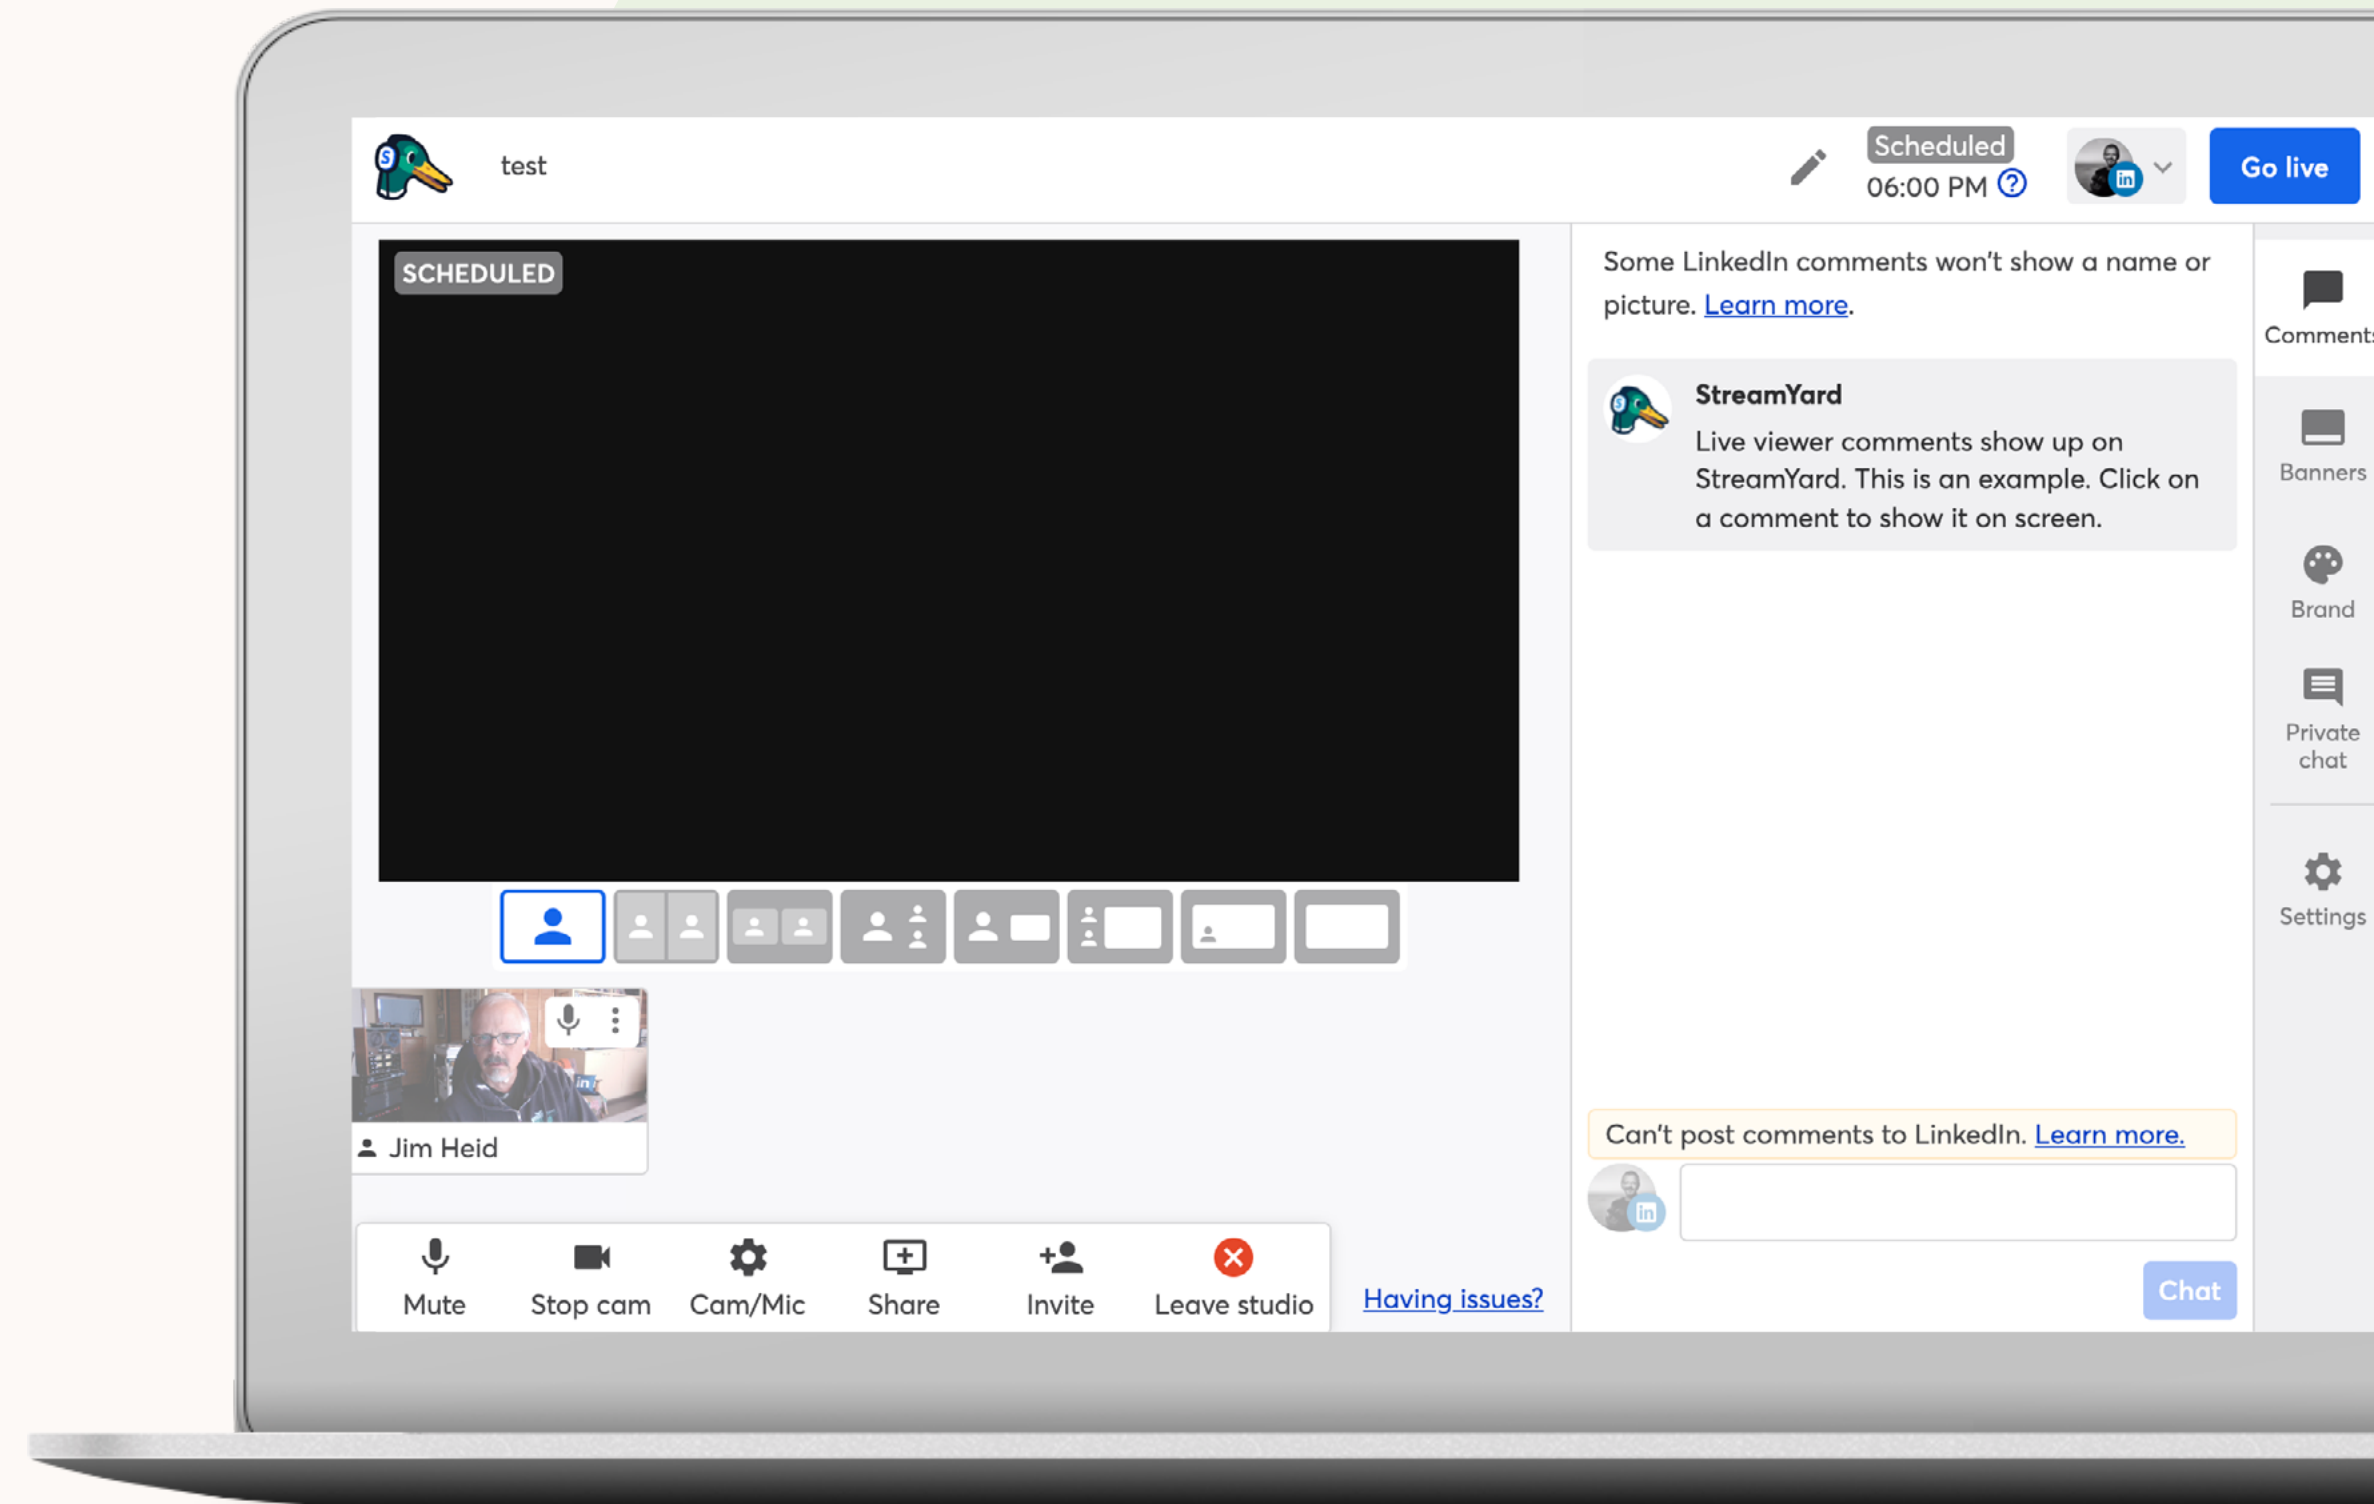 test
Scheduled
06:00 PM
Go live
SCHEDULED
Some LinkedIn comments won't show a name or
picture. Learn more.
StreamYard
Live viewer comments show up on
StreamYard. This is an example. Click on
a comment to show it on screen.
Comments
Banners
Brand
Private
chat
Settings
in
Jim Heid
Can't post comments to LinkedIn. Learn more.
in
Chat
Mute
Stop cam
Cam/Mic
Share
Invite
Leave studio
Having issues?